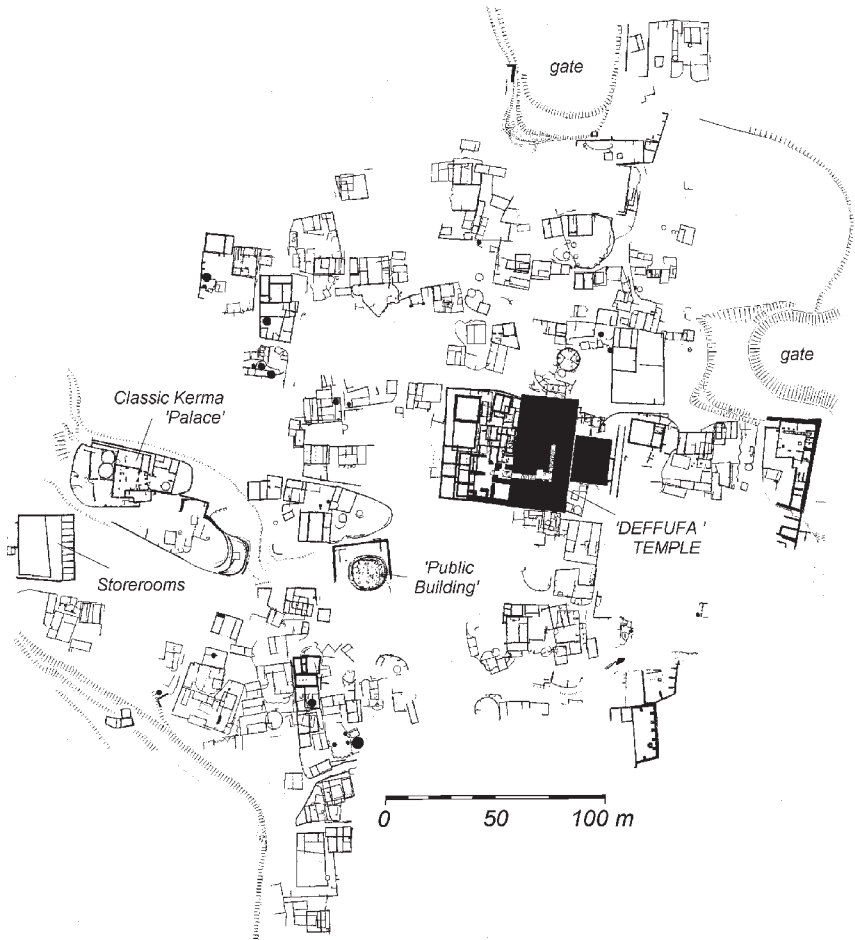 gate
gate
Classic Kerma
'Palace'
'DEFFUFA'
TEMPLE
'Public
Building'
Storerooms
0 50 100 m